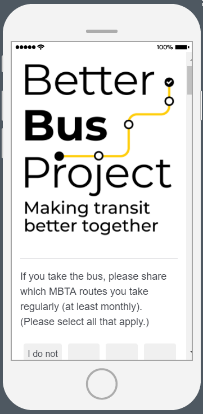 100%
Better
Bus
Project
Making transit
better together
If you take the bus, please share
which MBTA routes you take
regularly (at least monthly).
(Please select all that apply.)
I do not